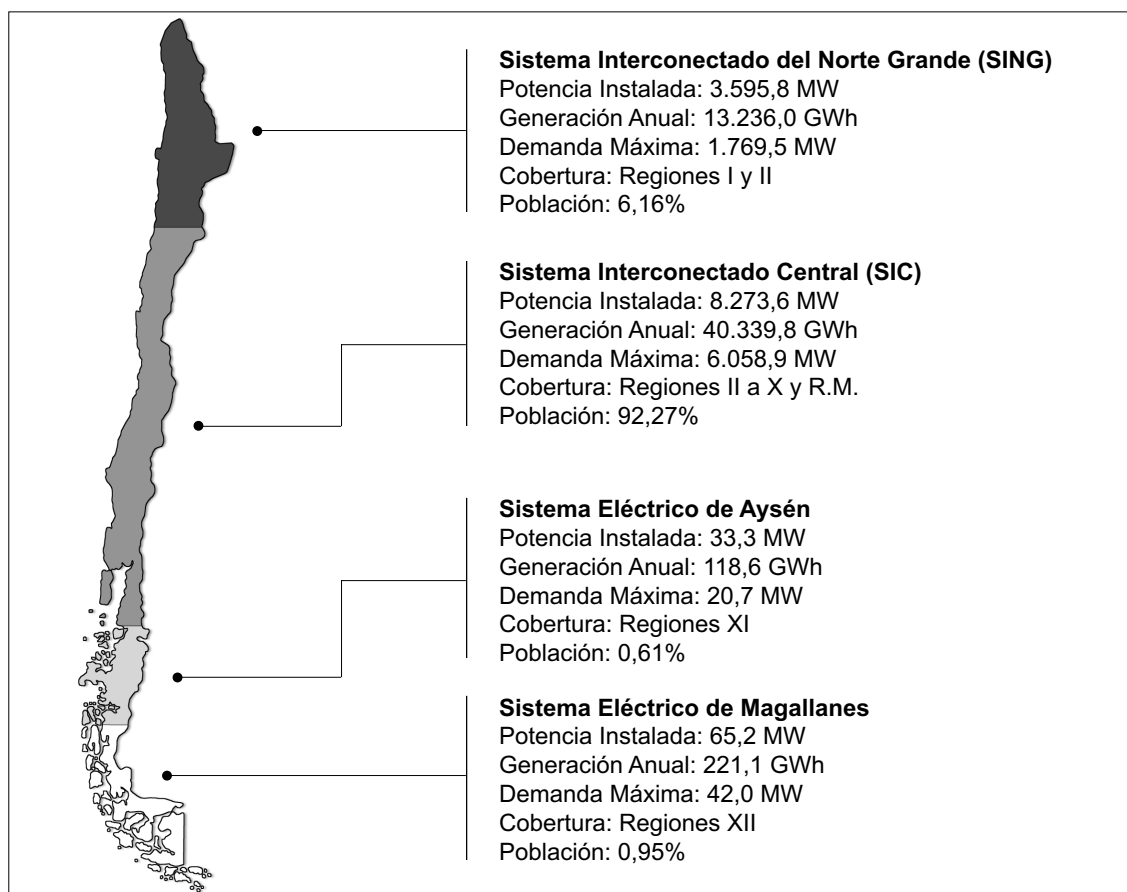 Sistema Interconectado del Norte Grande (SING)
Potencia Instalada: 3.595,8 MW
Generación Anual: 13.236,0 GWh
Demanda Máxima: 1.769,5 MW
Cobertura: Regiones I y II
Población: 6,16%
Sistema Interconectado Central (SIC)
Potencia Instalada: 8.273,6 MW
Generación Anual: 40.339,8 GWh
Demanda Máxima: 6.058,9 MW
Cobertura: Regiones II a X y R.M.
Población: 92,27%
Sistema Eléctrico de Aysén
Potencia Instalada: 33,3 MW
Generación Anual: 118,6 GWh
Demanda Máxima: 20,7 MW
Cobertura: Regiones XI
Población: 0,61%
Sistema Eléctrico de Magallanes
Potencia Instalada: 65,2 MW
Generación Anual: 221,1 GWh
Demanda Máxima: 42,0 MW
Cobertura: Regiones XII
Población: 0,95%